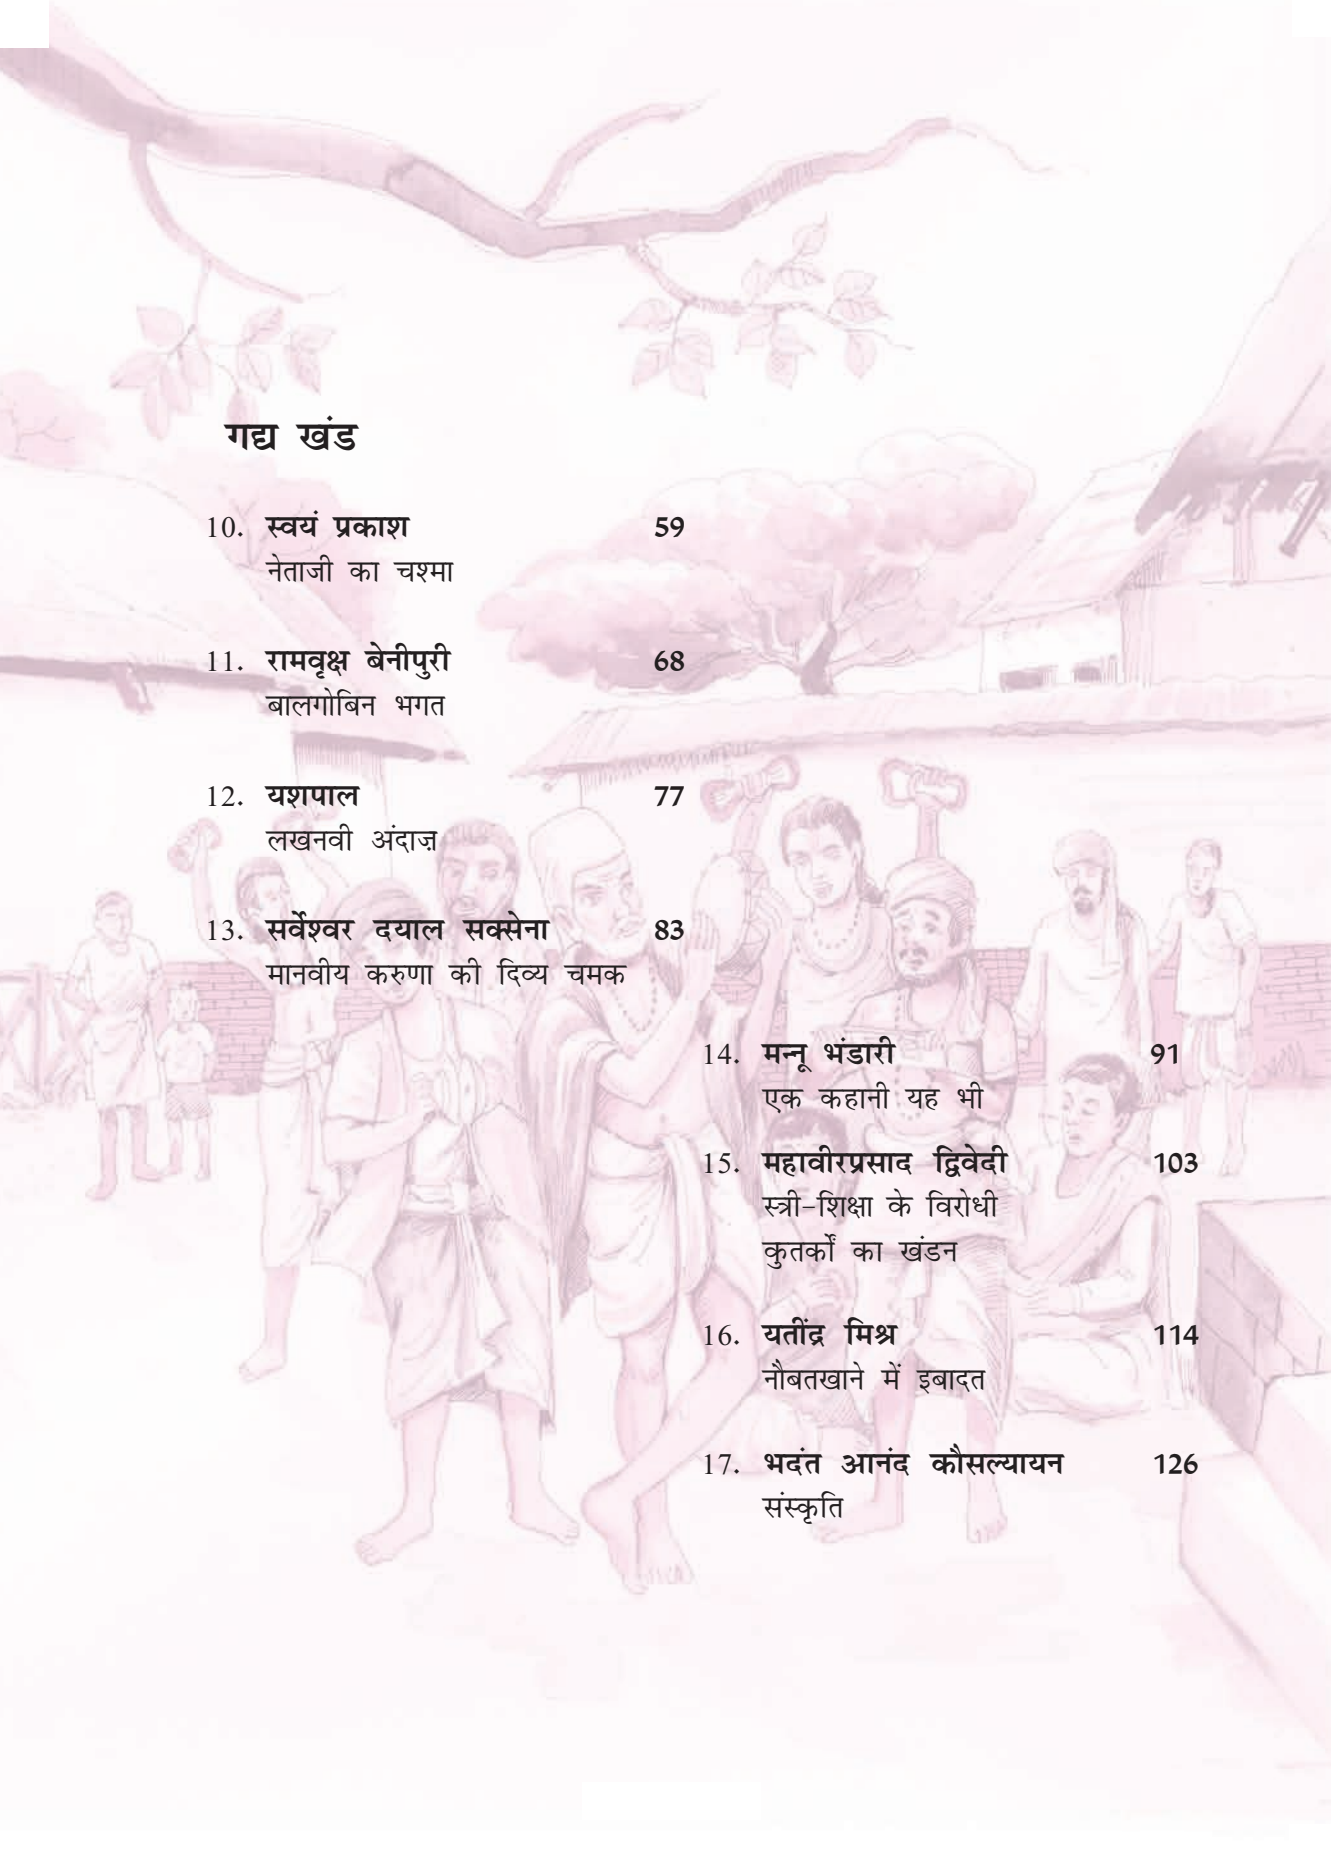 गद्य खंड
10. स्वयं प्रकाश 59
नेताजी का चश्मा
11. रामवृक्ष बेनीपुरी 68
बालगोबिन भगत
12. यशपाल 77
लखनवी अंदाज़
13. सर्वेश्वर दयाल सक्सेना 83
मानवीय करुणा की दिव्य चमक
14. मन्नू भंडारी 91
एक कहानी यह भी
15. महावीरप्रसाद द्विवेदी 103
स्त्री-शिक्षा के विरोधी
कुतर्कों का खंडन
16. यतींद्र मिश्र 114
नौबतखाने में इबादत
17. भदंत आनंद कौसल्यायन 126
संस्कृति